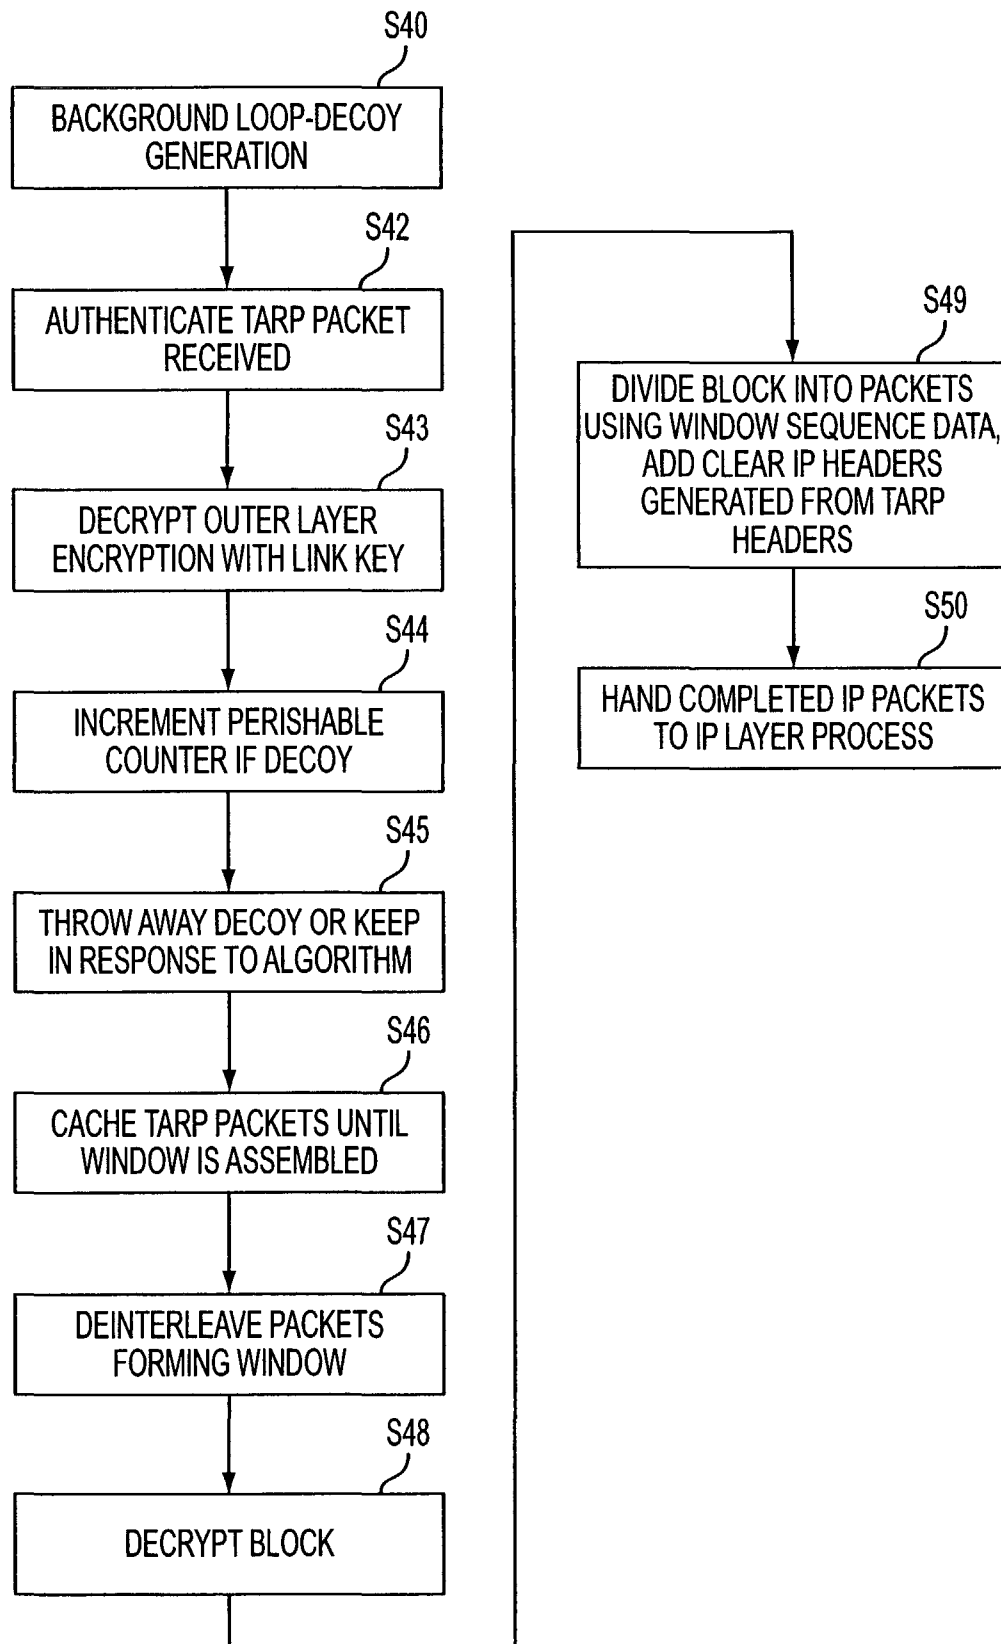 S40
BACKGROUND LOOP-DECOY
GENERATION
S42
AUTHENTICATE TARP PACKET
RECEIVED
S43
DECRYPT OUTER LAYER
ENCRYPTION WITH LINK KEY
S44
INCREMENT PERISHABLE
COUNTER IF DECOY
S45
THROW AWAY DECOY OR KEEP
IN RESPONSE TO ALGORITHM
S46
CACHE TARP PACKETS UNTIL
WINDOW IS ASSEMBLED
S47
DEINTERLEAVE PACKETS
FORMING WINDOW
S48
DECRYPT BLOCK
S49
DIVIDE BLOCK INTO PACKETS
USING WINDOW SEQUENCE DATA,
ADD CLEAR IP HEADERS
GENERATED FROM TARP
HEADERS
S50
HAND COMPLETED IP PACKETS
TO IP LAYER PROCESS